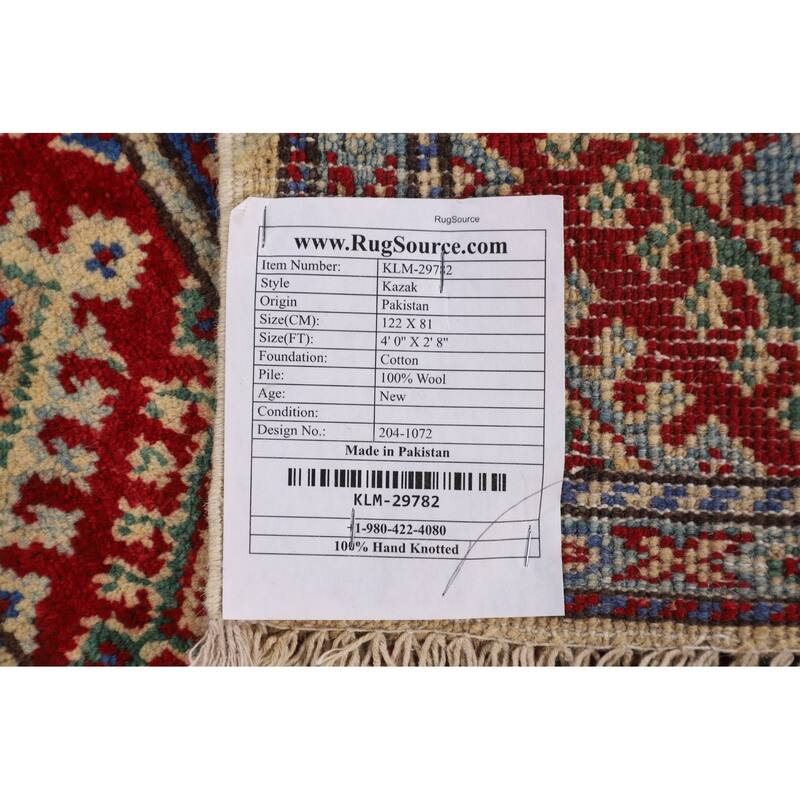 RugSource
www.RugSource.com
Item Number: KLM-29782
Style Kazak
Origin Pakistan
Size(CM): 122 X 81
Size(FT): 4' 0" X 2' 8"
Foundation: Cotton
Pile: 100% Wool
Age: New
Condition:
Design No.: 204-1072
Made in Pakistan
KLM-29782
+1-980-422-4080
100% Hand Knotted